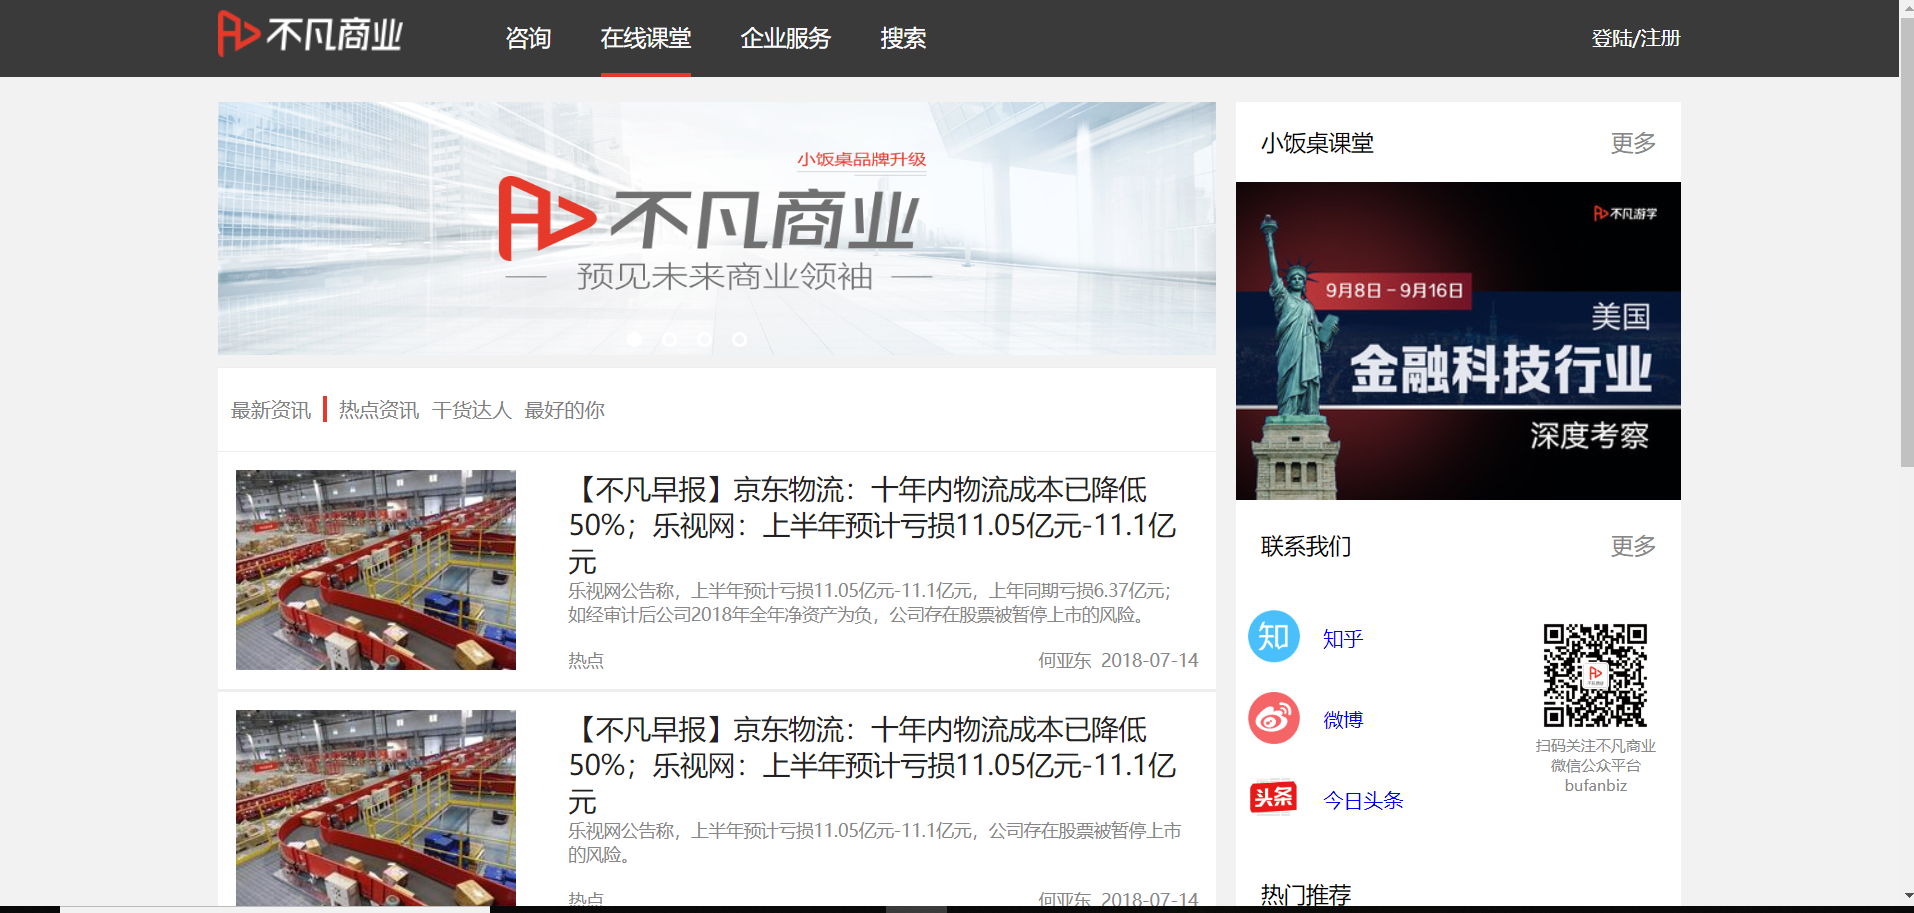 不凡商业
咨询
在线课堂
企业服务
搜索
登陆/注册
小饭桌品牌升级
不凡商业
预见未来商业领袖
小饭桌课堂
更多
不凡游学
9月8日-9月16日
美国
金融科技行业
深度考察
最新资讯
热点资讯
干货达人
最好的你
【不凡早报】京东物流：十年内物流成本已降低
50%；乐视网：上半年预计亏损11.05亿元-11.1亿
元
乐视网公告称，上半年预计亏损11.05亿元-11.1亿元，上年同期亏损6.37亿元；
如经审计后公司2018年全年净资产为负，公司存在股票被暂停上市的风险。
热点
何亚东 2018-07-14
【不凡早报】京东物流：十年内物流成本已降低
50%；乐视网：上半年预计亏损11.05亿元-11.1亿
元
乐视网公告称，上半年预计亏损11.05亿元-11.1亿元，公司存在股票被暂停上市
的风险。
热点
何亚东 2018-07-14
联系我们
更多
知
知乎
微博
头条
今日头条
扫码关注不凡商业
微信公众平台
bufanbiz
热门推荐